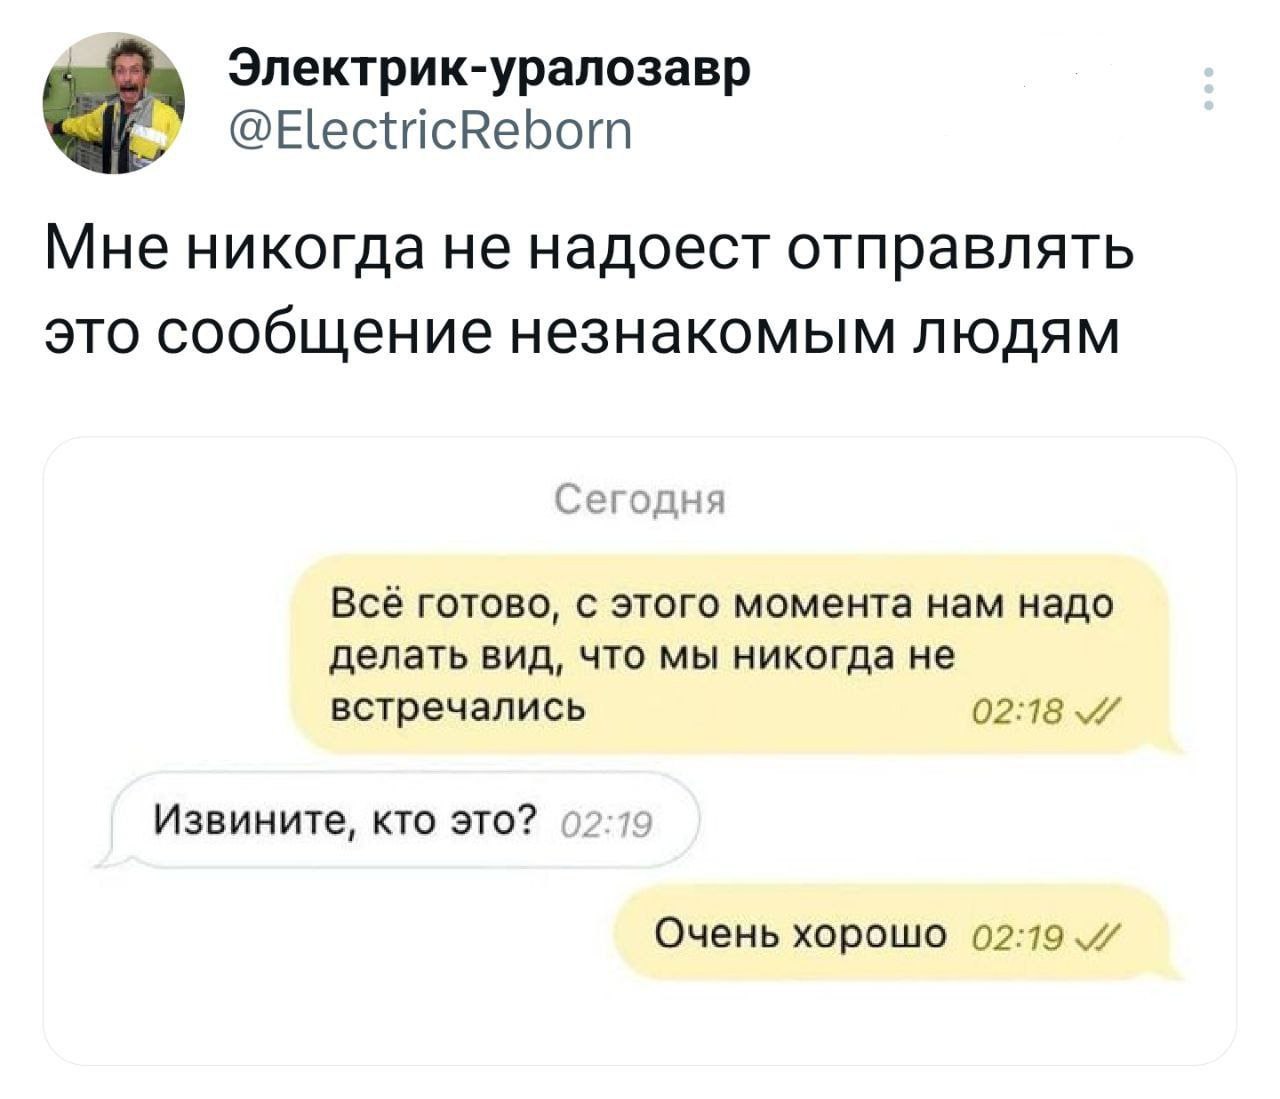 Электрик-уралозавр
@ElectricReborn
Мне никогда не надоест отправлять
это сообщение незнакомым людям
Сегодня
Всё готово, с этого момента нам надо
делать вид, что мы никогда не
встречались 02:18
Извините, кто это? 02:19
Очень хорошо 02:19